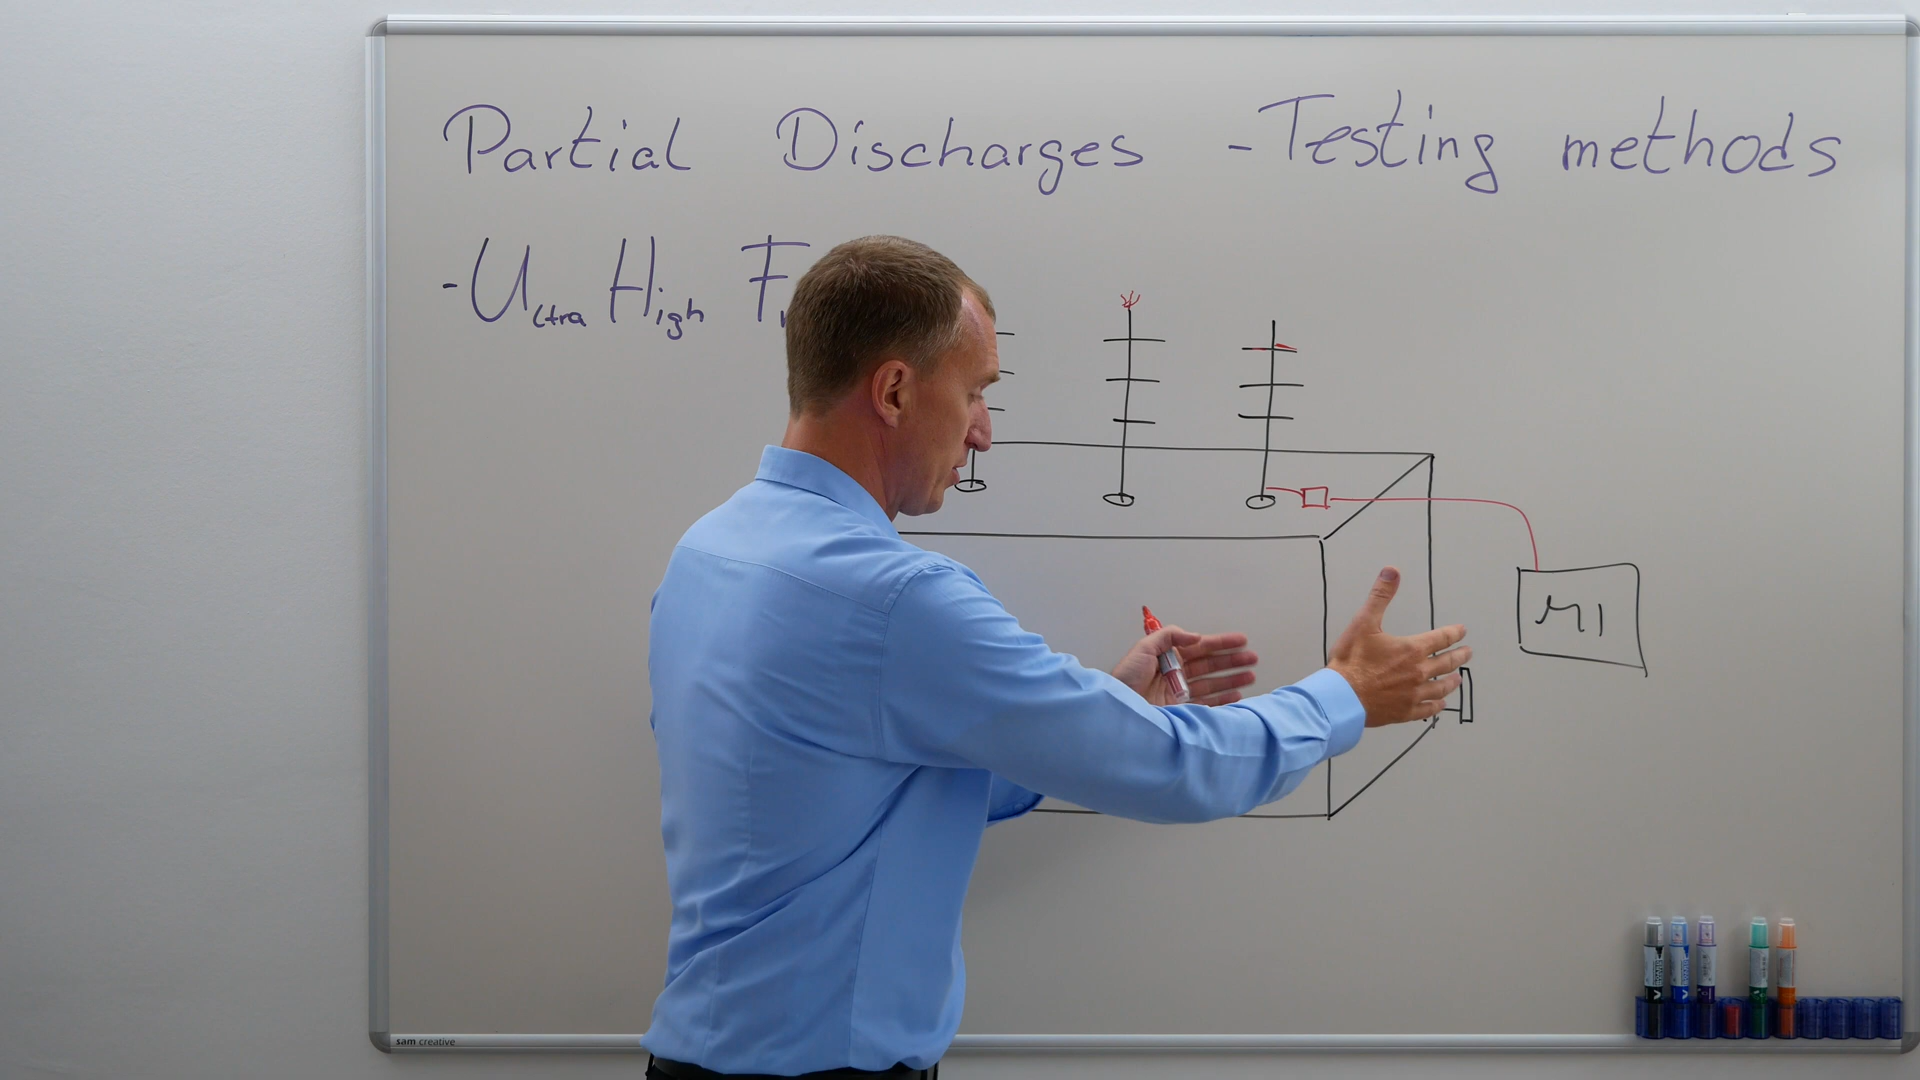 Partial Discharges - Testing methods
- Ultra High
MI
sam creative